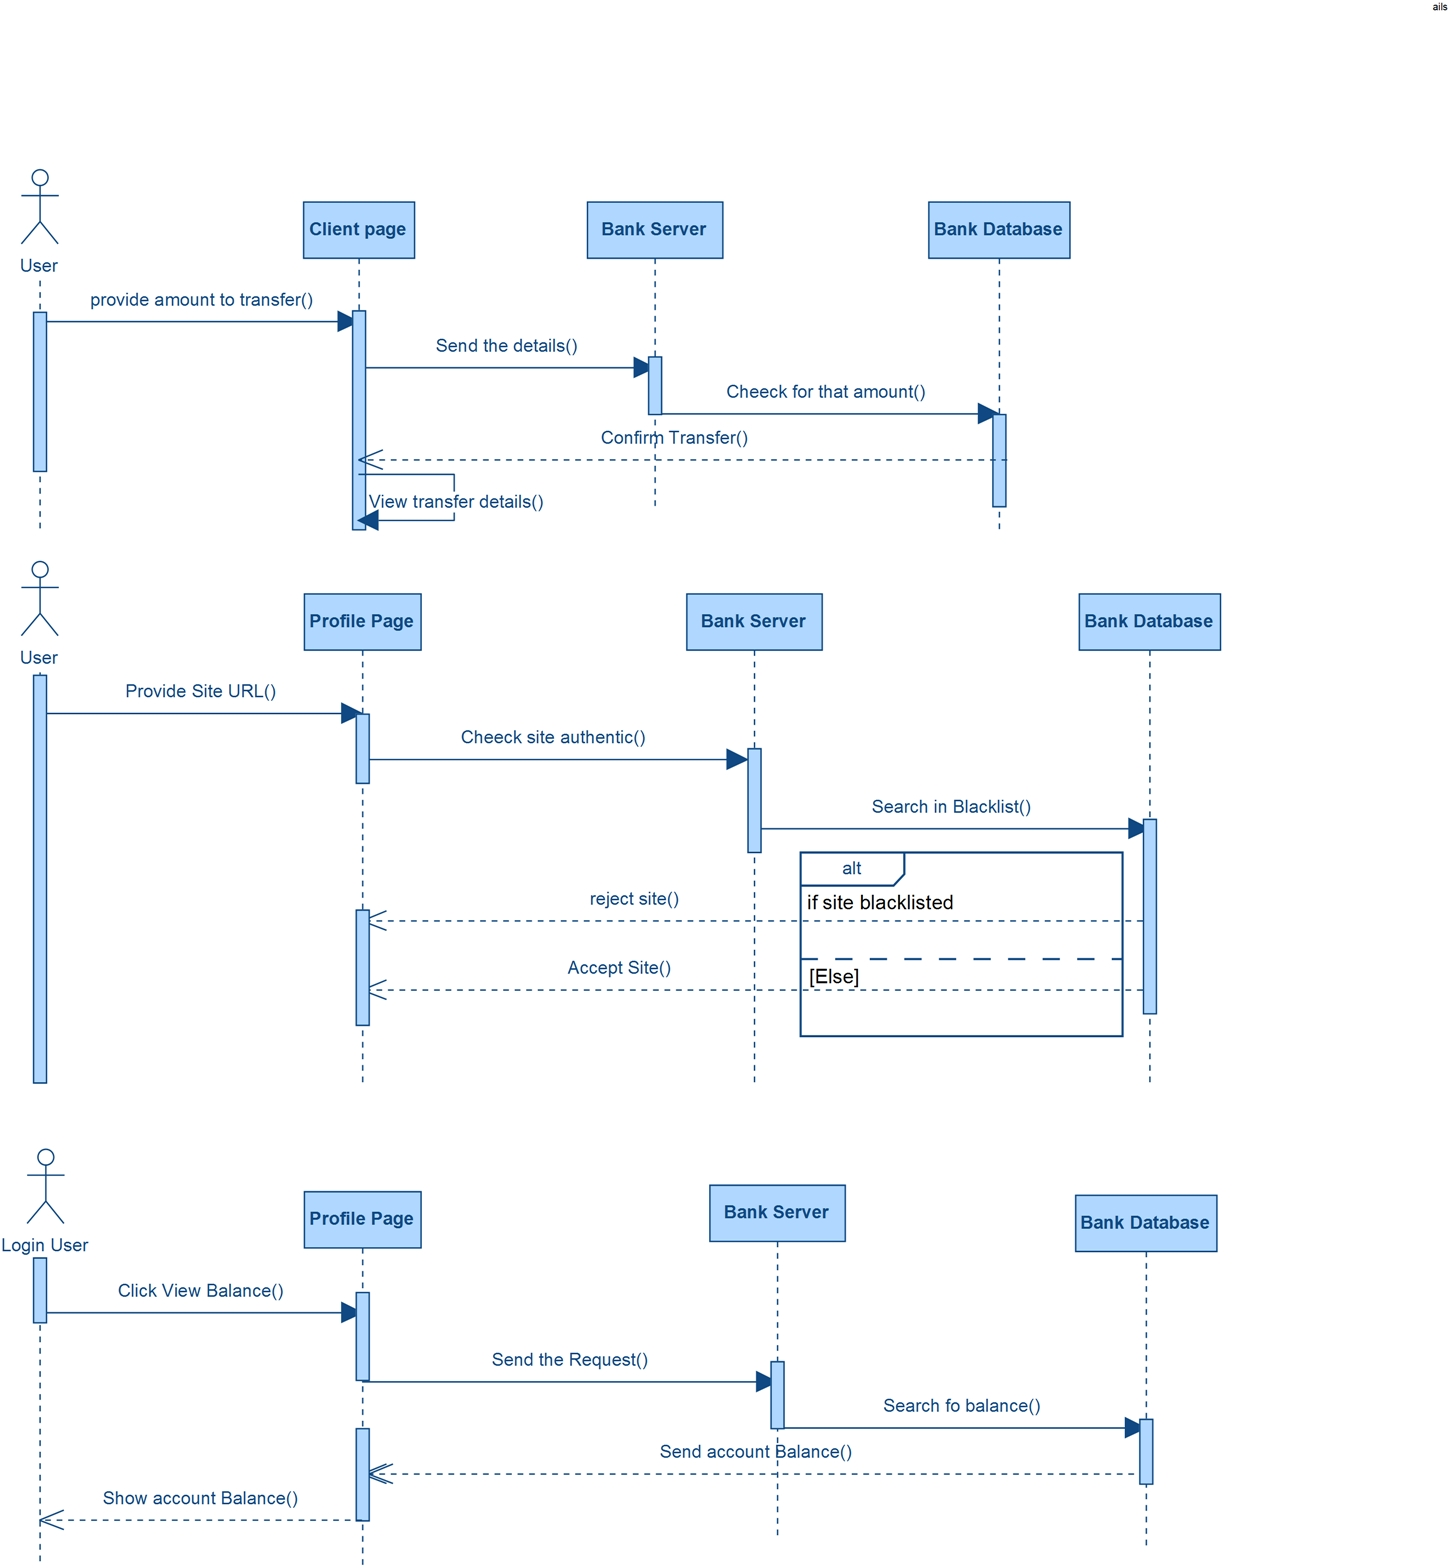 ails
Client page
Bank Server
Bank Database
User
provide amount to transfer()
Send the details()
Cheeck for that amount()
Confirm Transfer()
View transfer details()
Profile Page
Bank Server
Bank Database
User
Provide Site URL()
Cheeck site authentic()
Search in Blacklist()
alt
reject site()
if site blacklisted
Accept Site()
[Else]
Profile Page
Bank Server
Bank Database
Login User
Click View Balance()
Send the Request()
Search fo balance()
Send account Balance()
Show account Balance()